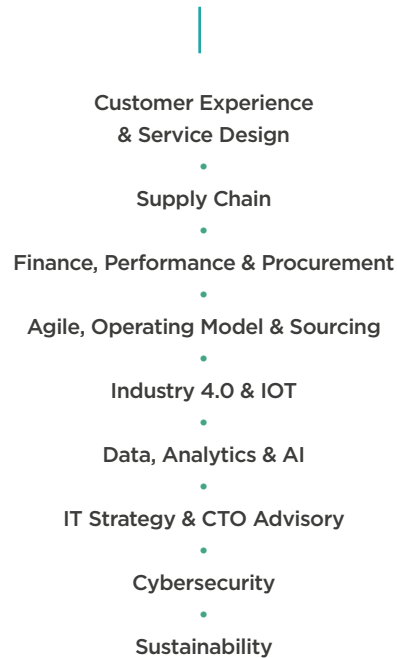 Customer Experience
& Service Design
•
Supply Chain
•
Finance, Performance & Procurement
•
Agile, Operating Model & Sourcing
•
Industry 4.0 & IOT
•
Data, Analytics & AI
•
IT Strategy & CTO Advisory
•
Cybersecurity
•
Sustainability